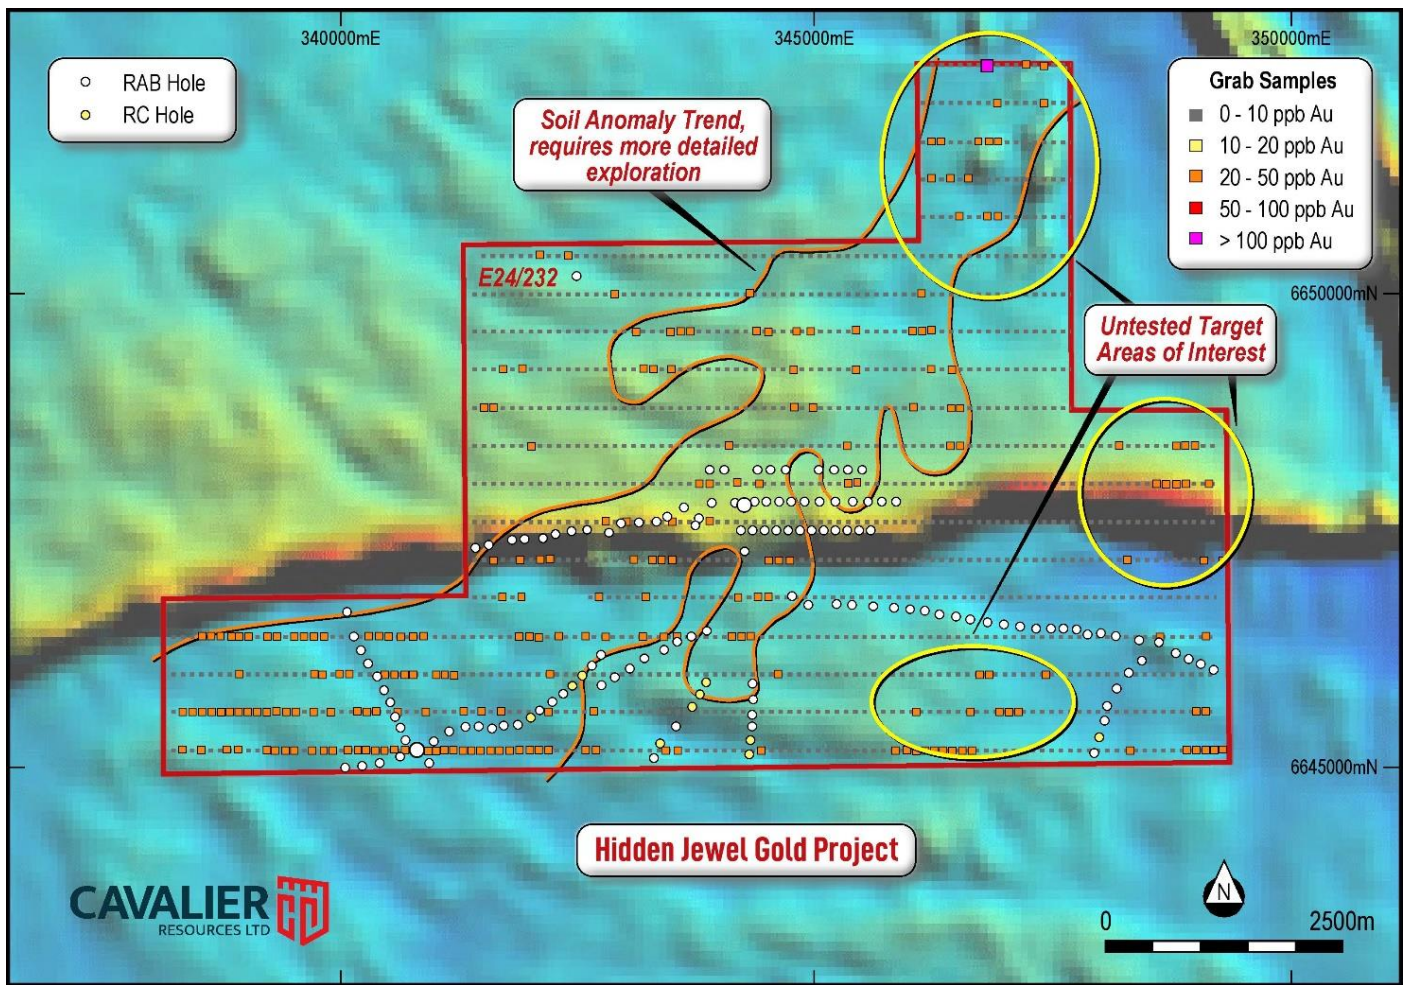 340000mE
345000mE
350000mE
RAB Hole
RC Hole
Soil Anomaly Trend,
requires more detailed
exploration
Grab Samples
0 - 10 ppb Au
10 - 20 ppb Au
20 - 50 ppb Au
50 - 100 ppb Au
> 100 ppb Au
E24/232
6650000mN
Untested Target
Areas of Interest
6645000mN
Hidden Jewel Gold Project
CAVALIER
RESOURCES LTD
N
0
2500m